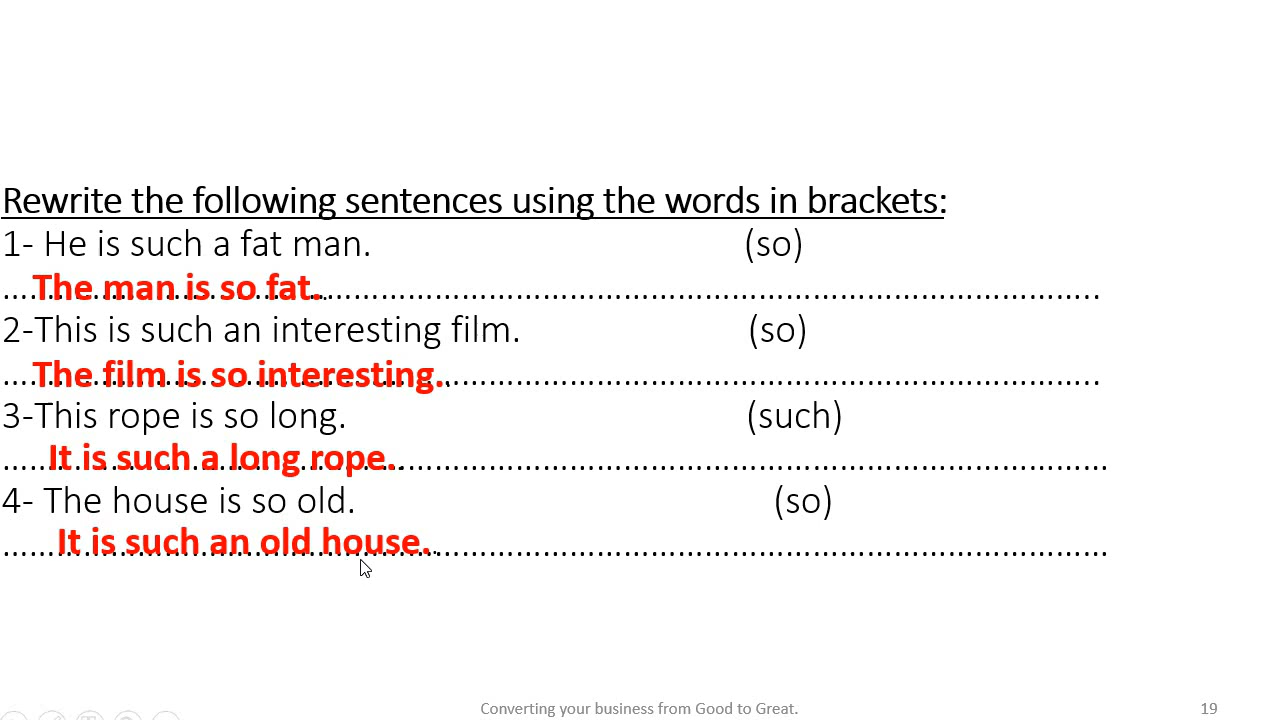 Rewrite the following sentences using the words in brackets:
1- He is such a fat man. (so)
The man is so fat.
2-This is such an interesting film. (so)
The film is so interesting.
3-This rope is so long. (such)
It is such a long rope.
4- The house is so old. (so)
It is such an old house.
Converting your business from Good to Great. 19